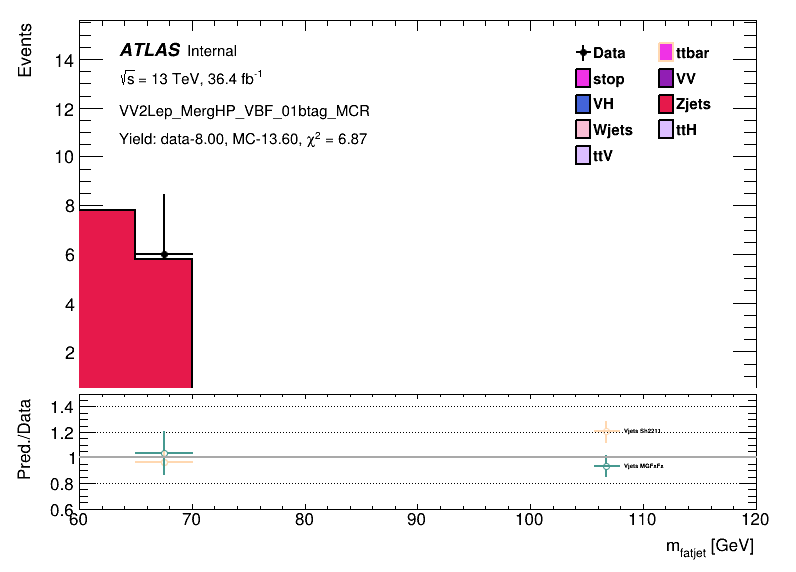 Events
14
12
10
8
6
4
2
ATLAS Internal
√s = 13 TeV, 36.4 fb⁻¹
VV2Lep_MergHP_VBF_01btag_MCR
Yield: data-8.00, MC-13.60, χ² = 6.87
Data
ttbar
stop
VV
VH
Zjets
Wjets
ttH
ttV
Pred./Data
1.4
1.2
1
0.8
0.6
Vjets Sh2211
Vjets MGFxFx
60 70 80 90 100 110 120
m_fatjet [GeV]